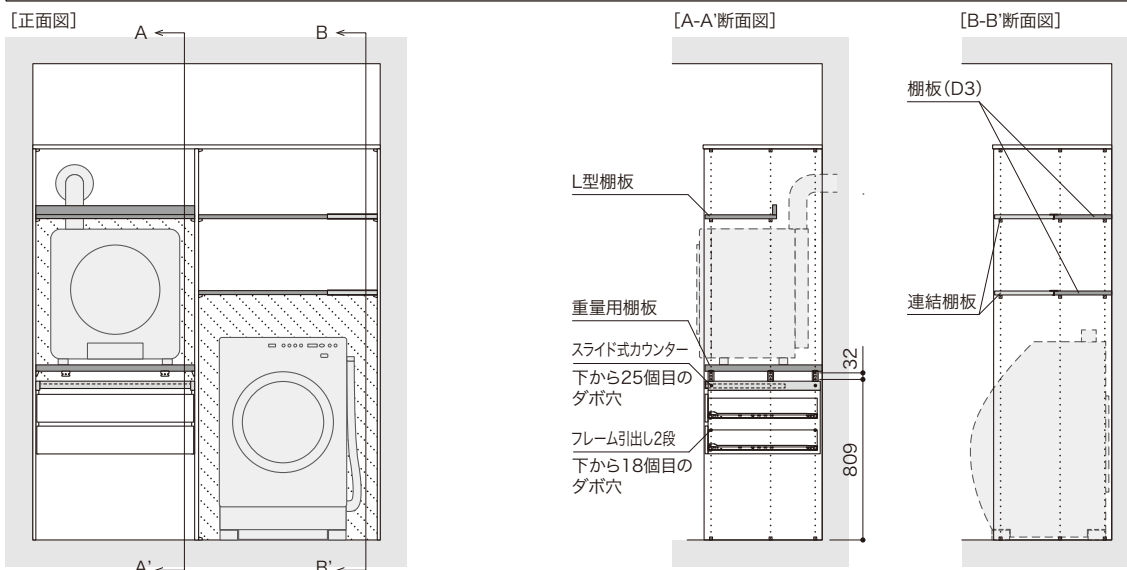 [正面図]
A
B
A'
B'
[A-A'断面図]
L型棚板
重量用棚板
スライド式カウンター
下から25個目の
ダボ穴
フレーム引出し2段
下から18個目の
ダボ穴
32
809
[B-B'断面図]
棚板(D3)
連結棚板